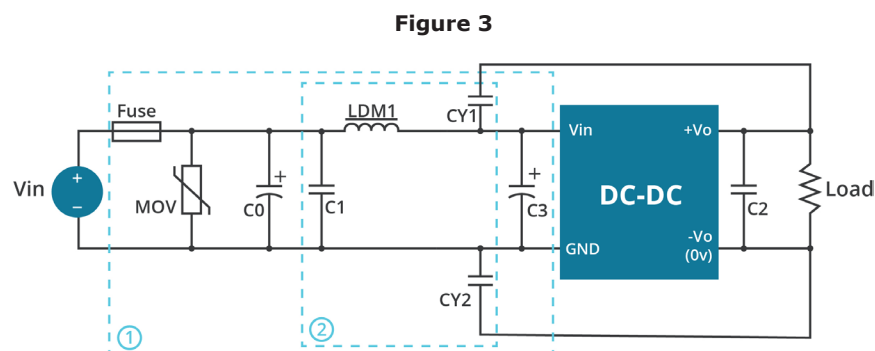 Figure 3
Fuse
LDM1
CY1
Vin
+
−
MOV
+
C0
C1
+
C3
Vin
+Vo
DC-DC
GND
-Vo
(0v)
C2
Load
CY2
1
2